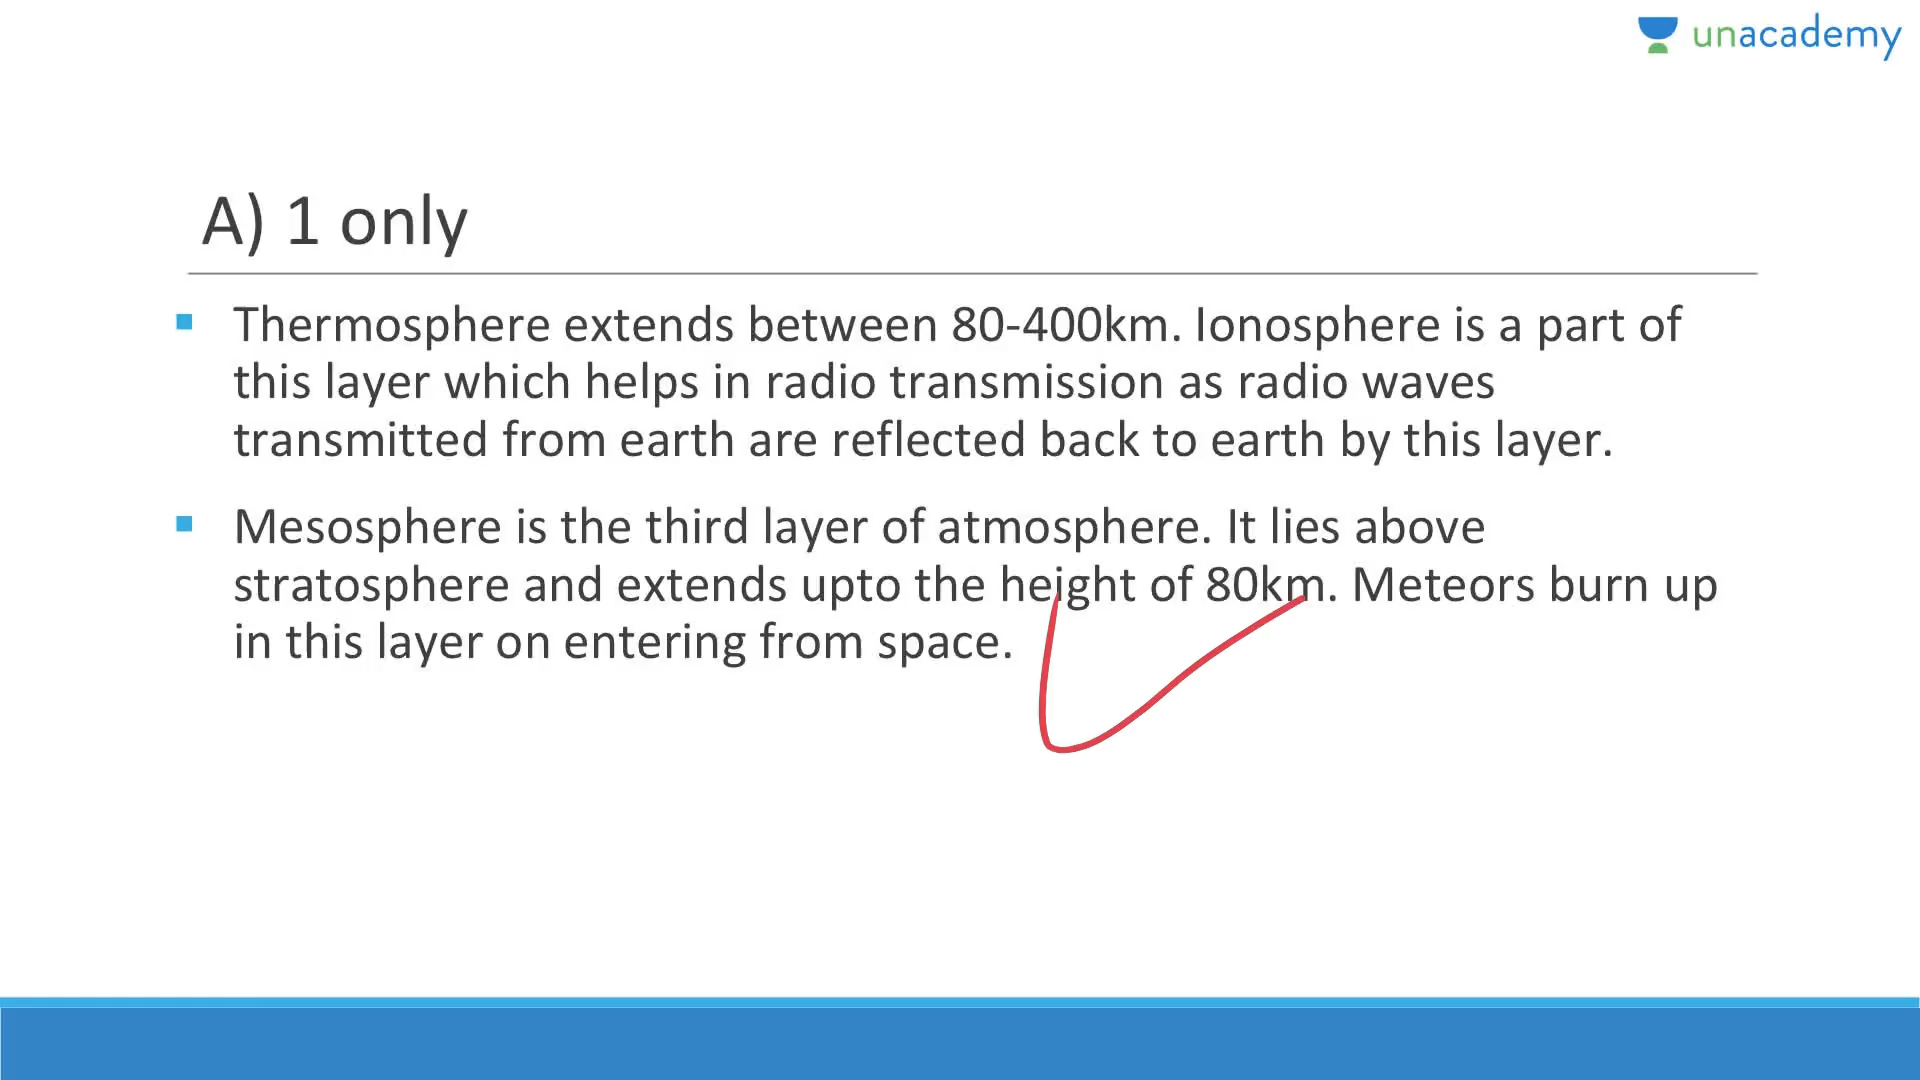 unacademy
A) 1 only
Thermosphere extends between 80-400km. Ionosphere is a part of
this layer which helps in radio transmission as radio waves
transmitted from earth are reflected back to earth by this layer.
Mesosphere is the third layer of atmosphere. It lies above
stratosphere and extends upto the height of 80km. Meteors burn up
in this layer on entering from space.